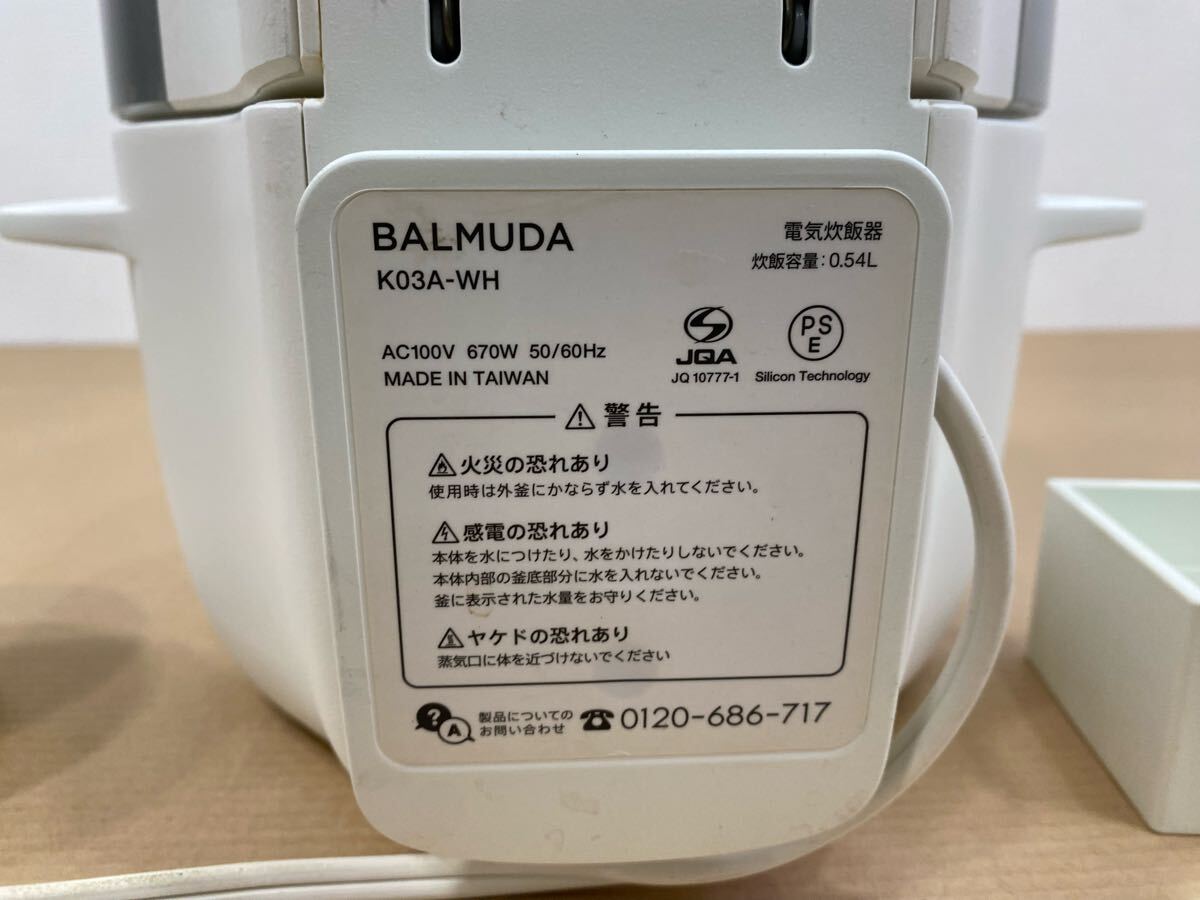 BALMUDA
K03A-WH
電気炊飯器
炊飯容量：0.54L
AC100V 670W 50/60Hz
MADE IN TAIWAN
JQA
JQ 10777-1
PS
E
Silicon Technology
警告
火災の恐れあり
使用時は外釜にかならず水を入れてください。
感電の恐れあり
本体を水につけたり、水をかけたりしないでください。
本体内部の釜底部分に水を入れないでください。
釜に表示された水量をお守りください。
ヤケドの恐れあり
蒸気口に体を近づけないでください
? A
製品についての
お問い合わせ
☎ 0120-686-717